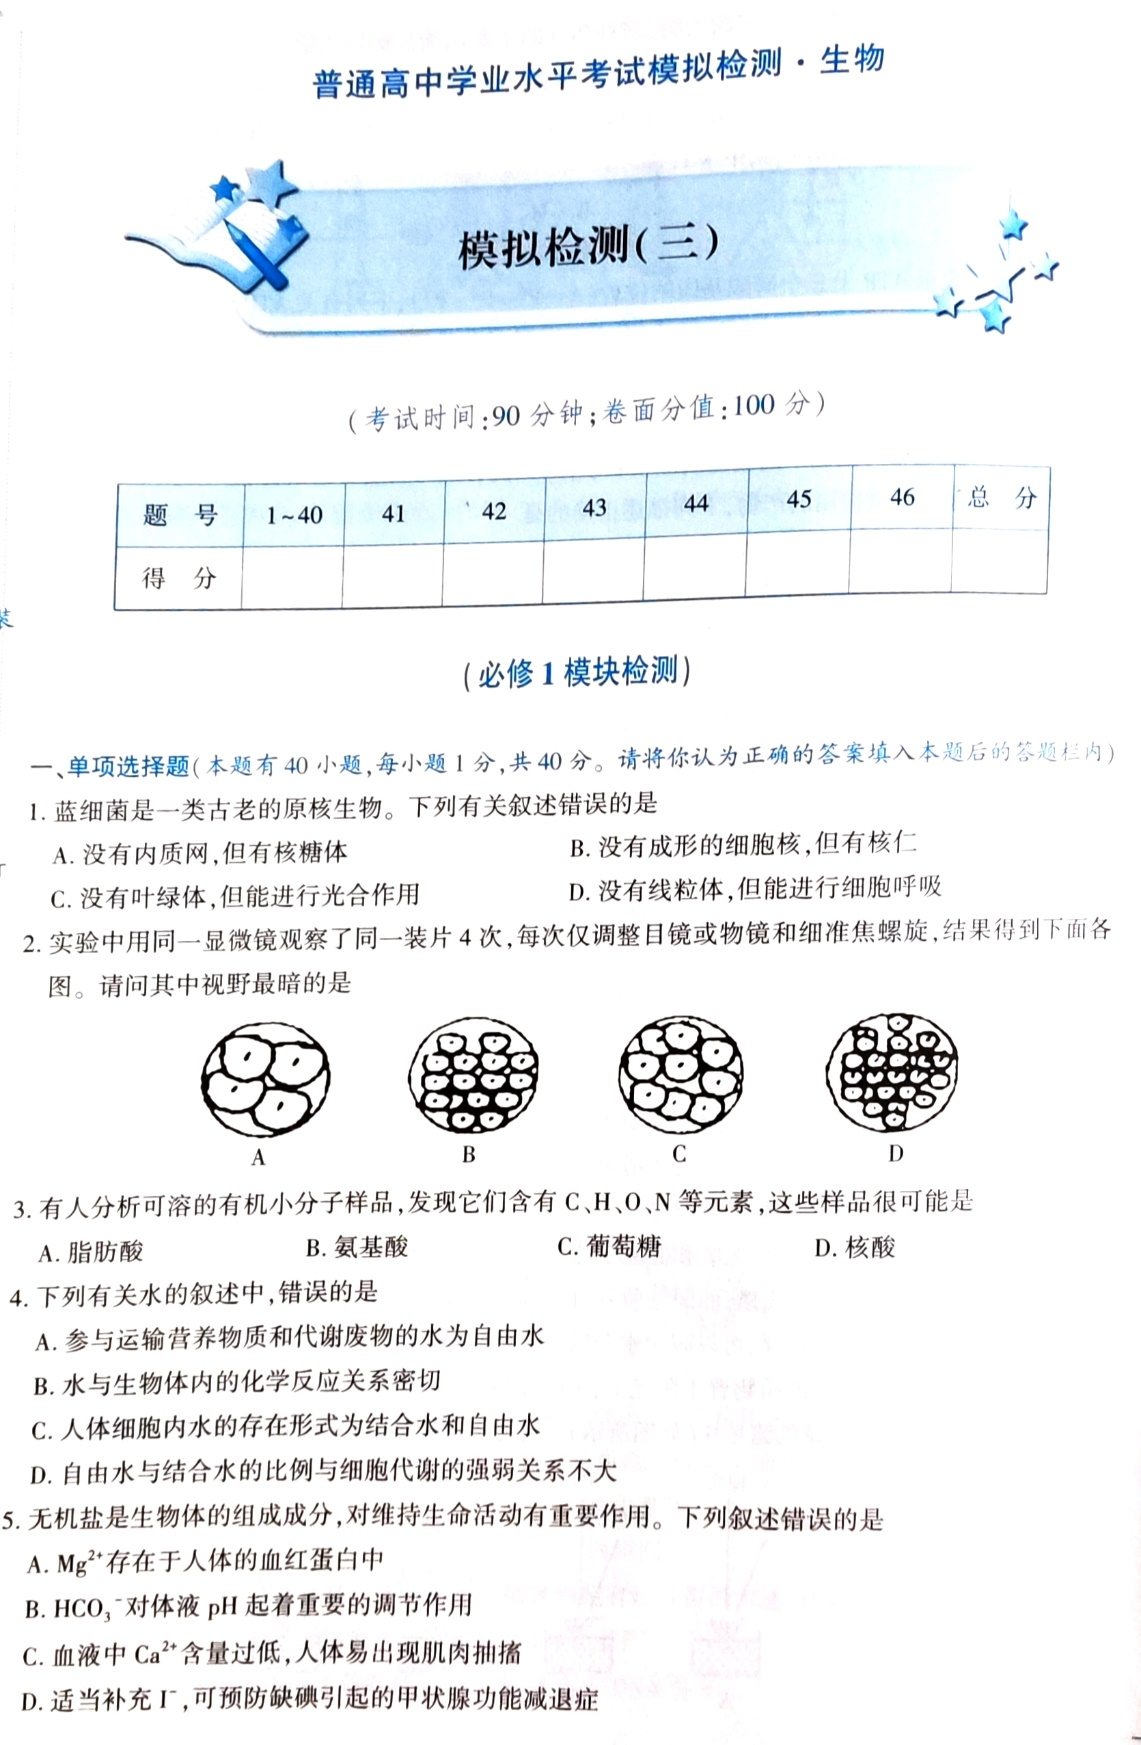 普通高中学业水平考试模拟检测·生物
模拟检测(三)
(考试时间:90 分钟;卷面分值:100 分)
题 号 1~40 41 42 43 44 45 46 总 分
得 分
(必修 1 模块检测)
一、单项选择题(本题有 40 小题,每小题 1 分,共 40 分。请将你认为正确的答案填入本题后的答题栏内)
1. 蓝细菌是一类古老的原核生物。下列有关叙述错误的是
A. 没有内质网,但有核糖体 B. 没有成形的细胞核,但有核仁
C. 没有叶绿体,但能进行光合作用 D. 没有线粒体,但能进行细胞呼吸
2. 实验中用同一显微镜观察了同一装片 4 次,每次仅调整目镜或物镜和细准焦螺旋,结果得到下面各
图。请问其中视野最暗的是
A B C D
3. 有人分析可溶的有机小分子样品,发现它们含有 C、H、O、N 等元素,这些样品很可能是
A. 脂肪酸 B. 氨基酸 C. 葡萄糖 D. 核酸
4. 下列有关水的叙述中,错误的是
A. 参与运输营养物质和代谢废物的水为自由水
B. 水与生物体内的化学反应关系密切
C. 人体细胞内水的存在形式为结合水和自由水
D. 自由水与结合水的比例与细胞代谢的强弱关系不大
5. 无机盐是生物体的组成成分,对维持生命活动有重要作用。下列叙述错误的是
A. Mg²⁺存在于人体的血红蛋白中
B. HCO₃⁻对体液 pH 起着重要的调节作用
C. 血液中 Ca²⁺含量过低,人体易出现肌肉抽搐
D. 适当补充 I⁻,可预防缺碘引起的甲状腺功能减退症